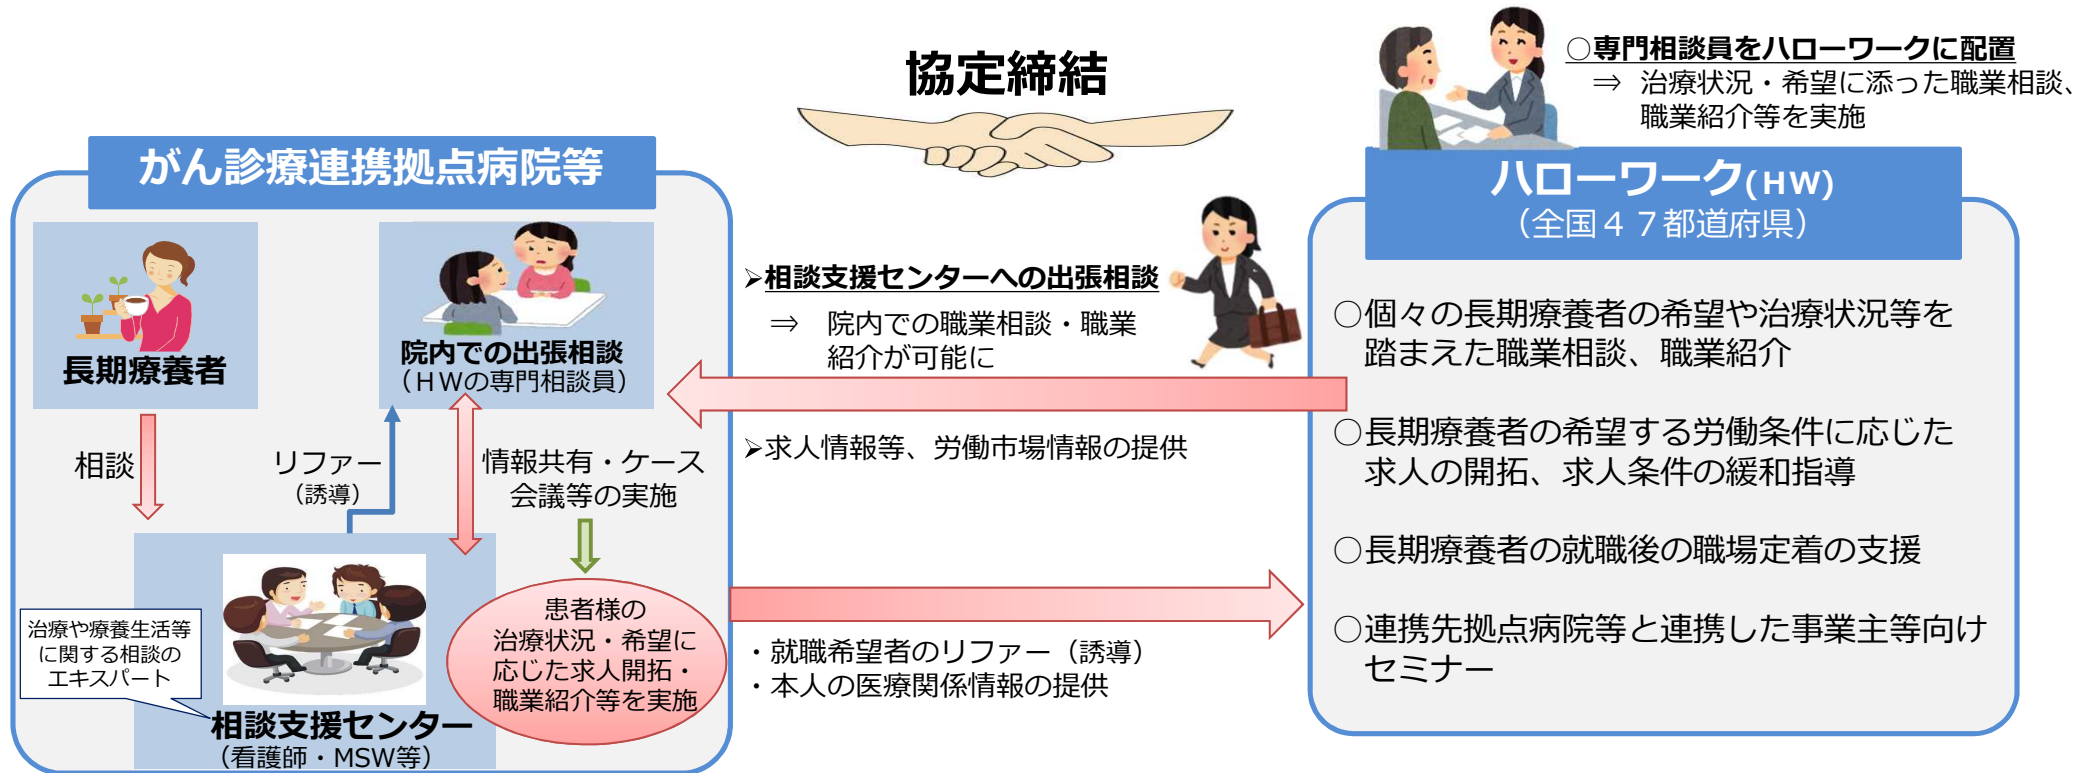 協定締結
○専門相談員をハローワークに配置
⇒ 治療状況・希望に添った職業相談、
職業紹介等を実施
がん診療連携拠点病院等
長期療養者
院内での出張相談
（ＨＷの専門相談員）
相談
リファー
（誘導）
情報共有・ケース
会議等の実施
治療や療養生活等
に関する相談の
エキスパート
相談支援センター
（看護師・MSW等）
患者様の
治療状況・希望に
応じた求人開拓・
職業紹介等を実施
➢相談支援センターへの出張相談
⇒ 院内での職業相談・職業
紹介が可能に
➢求人情報等、労働市場情報の提供
・就職希望者のリファー（誘導）
・本人の医療関係情報の提供
ハローワーク(HW)
（全国４７都道府県）
○個々の長期療養者の希望や治療状況等を
踏まえた職業相談、職業紹介
○長期療養者の希望する労働条件に応じた
求人の開拓、求人条件の緩和指導
○長期療養者の就職後の職場定着の支援
○連携先拠点病院等と連携した事業主等向け
セミナー